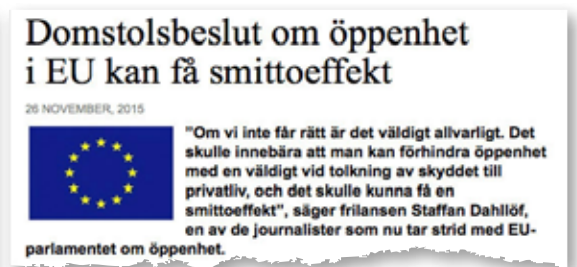 Domstolsbeslut om öppenhet
i EU kan få smittoeffekt
26 NOVEMBER, 2015
"Om vi inte får rätt är det väldigt allvarligt. Det
skulle innebära att man kan förhindra öppenhet
med en väldigt vid tolkning av skyddet till
privatliv, och det skulle kunna få en
smittoeffekt", säger frilansen Staffan Dahllöf,
en av de journalister som nu tar strid med EU-
parlamentet om öppenhet.